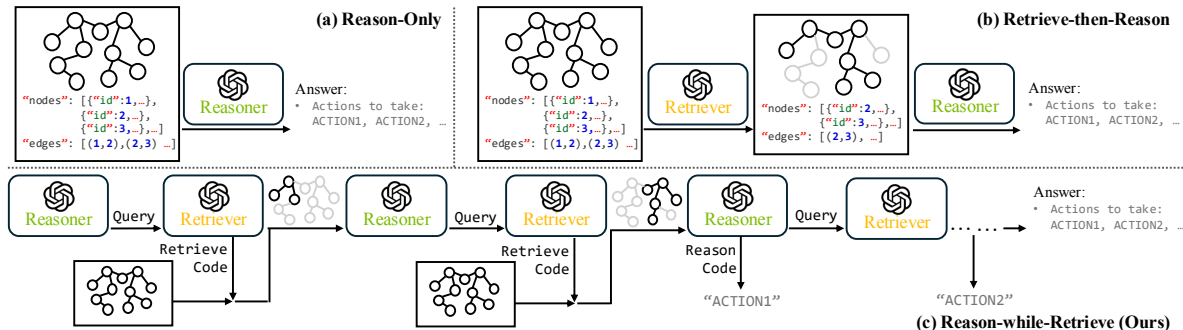 (a) Reason-Only
"nodes": [{"id":1,…},
{"id":2,…},
{"id":3,…},…]
"edges": [(1,2),(2,3) …]
Reasoner
Answer:
• Actions to take:
ACTION1, ACTION2, …
(b) Retrieve-then-Reason
"nodes": [{"id":1,…},
{"id":2,…},
{"id":3,…},…]
"edges": [(1,2),(2,3) …]
Retriever
"nodes": [{"id":2,…},
{"id":3,…},…]
"edges": [(2,3), …]
Reasoner
Answer:
• Actions to take:
ACTION1, ACTION2, …
Reasoner
Query
Retriever
Retrieve
Code
Reasoner
Query
Retriever
Retrieve
Code
Reasoner
Reason
Code
"ACTION1"
Query
Retriever
… …
"ACTION2"
Answer:
• Actions to take:
ACTION1, ACTION2, …
(c) Reason-while-Retrieve (Ours)